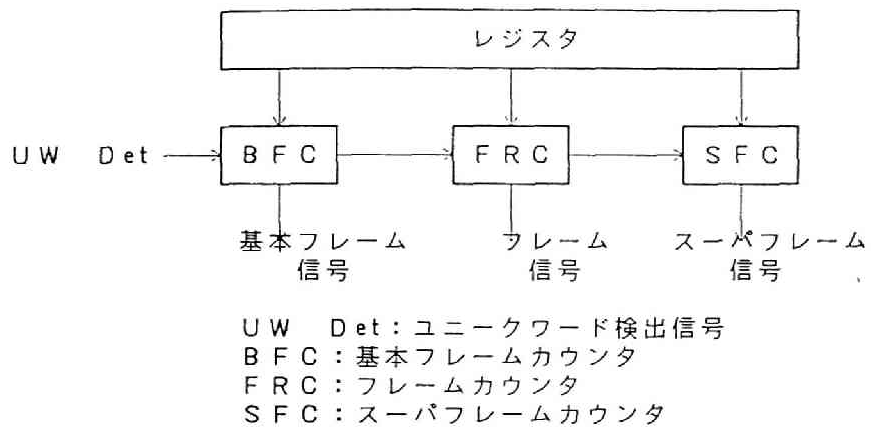 レジスタ
UW Det BFC FRC SFC
基本フレーム フレーム スーパフレーム
信号 信号 信号
UW Det:ユニークワード検出信号
BFC:基本フレームカウンタ
FRC:フレームカウンタ
SFC:スーパフレームカウンタ